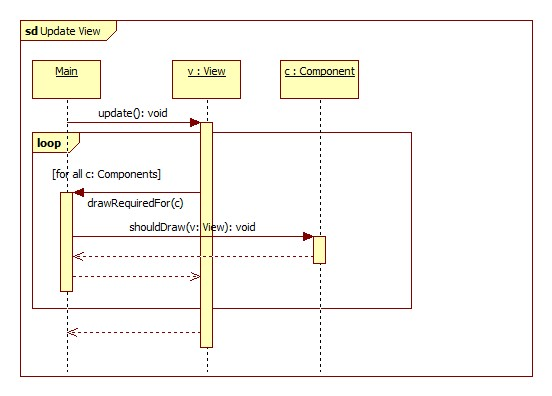 sd Update View
Main
v : View
c : Component
update(): void
loop
[for all c: Components]
drawRequiredFor(c)
shouldDraw(v: View): void